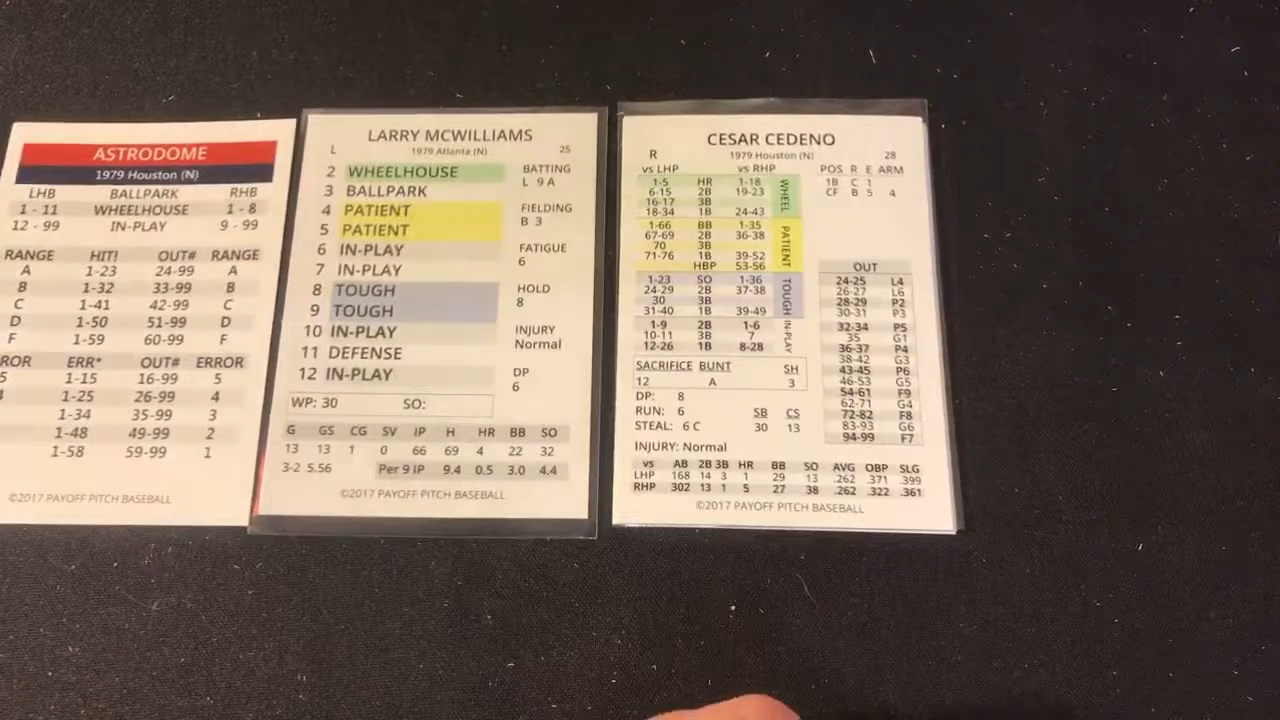 ASTRODOME
1979 Houston (N)
LHB BALLPARK RHB
1 - 11 WHEELHOUSE 1 - 8
12 - 99 IN-PLAY 9 - 99
RANGE HIT! OUT# RANGE
A 1-23 24-99 A
B 1-32 33-99 B
C 1-41 42-99 C
D 1-50 51-99 D
F 1-59 60-99 F
ROR ERR* OUT# ERROR
5 1-15 16-99 5
4 1-25 26-99 4
1-34 35-99 3
1-48 49-99 2
1-58 59-99 1
©2017 PAYOFF PITCH BASEBALL
LARRY MCWILLIAMS
L 1979 Atlanta (N) 25
2 WHEELHOUSE
3 BALLPARK
4 PATIENT
5 PATIENT
6 IN-PLAY
7 IN-PLAY
8 TOUGH
9 TOUGH
10 IN-PLAY
11 DEFENSE
12 IN-PLAY
BATTING
L 9 A
FIELDING
B 3
FATIGUE
6
HOLD
8
INJURY
Normal
DP
6
WP: 30 SO:
G GS CG SV IP H HR BB SO
13 13 1 0 66 69 4 22 32
3-2 5.56 Per 9 IP 9.4 0.5 3.0 4.4
©2017 PAYOFF PITCH BASEBALL
CESAR CEDENO
R 1979 Houston (N) 28
vs LHP vs RHP
1-5 HR 1-18
6-15 2B 19-23
16-17 3B
18-34 1B 24-43
WHEEL
1-66 BB 1-35
67-69 2B 36-38
70 3B
71-76 1B 39-52
HBP 53-56
PATIENT
1-23 SO 1-36
24-29 2B 37-38
30 3B
31-40 1B 39-49
TOUGH
1-9 2B 1-6
10-11 3B 7
12-26 1B 8-28
IN-PLAY
POS R E ARM
1B C 1
CF B 5 4
OUT
24-25 L4
26-27 L6
28-29 P2
30-31 P3
32-34 P5
35 G1
36-37 P4
38-42 G3
43-45 P6
46-53 G5
54-61 F9
62-71 G4
72-82 F8
83-93 G6
94-99 F7
SACRIFICE BUNT SH
12 A 3
DP: 8
RUN: 6 SB CS
STEAL: 6 C 30 13
INJURY: Normal
vs AB 2B 3B HR BB SO AVG OBP SLG
LHP 168 14 3 1 29 13 .262 .371 .399
RHP 302 13 1 5 27 38 .262 .322 .361
©2017 PAYOFF PITCH BASEBALL